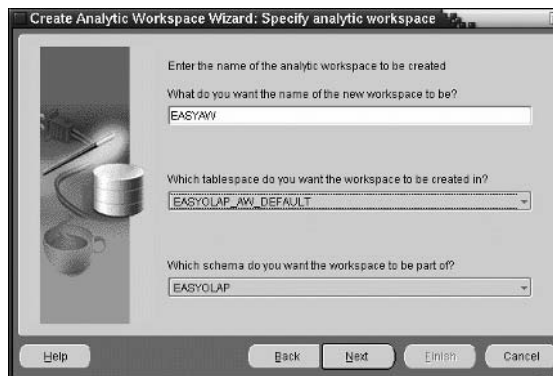 Create Analytic Workspace Wizard: Specify analytic workspace
Enter the name of the analytic workspace to be created
What do you want the name of the new workspace to be?
EASYAW
Which tablespace do you want the workspace to be created in?
EASYOLAP_AW_DEFAULT
Which schema do you want the workspace to be part of?
EASYOLAP
Help Back Next Finish Cancel